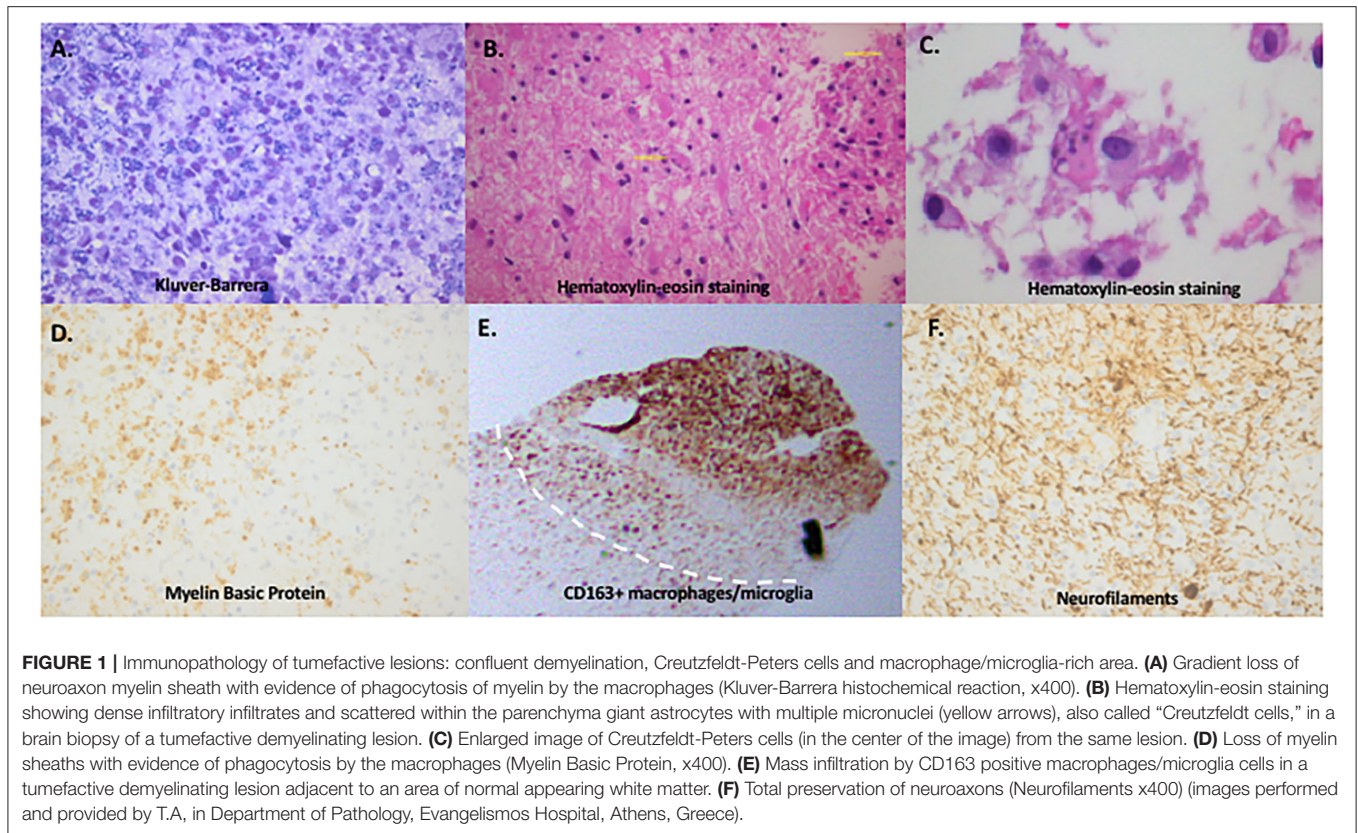 A.
B.
C.
Kluver-Barrera
Hematoxylin-eosin staining
Hematoxylin-eosin staining
D.
E.
F.
Myelin Basic Protein
CD163+ macrophages/microglia
Neurofilaments
FIGURE 1 | Immunopathology of tumefactive lesions: confluent demyelination, Creutzfeldt-Peters cells and macrophage/microglia-rich area. (A) Gradient loss of
neuroaxon myelin sheath with evidence of phagocytosis of myelin by the macrophages (Kluver-Barrera histochemical reaction, x400). (B) Hematoxylin-eosin staining
showing dense infiltratory infiltrates and scattered within the parenchyma giant astrocytes with multiple micronuclei (yellow arrows), also called “Creutzfeldt cells,” in a
brain biopsy of a tumefactive demyelinating lesion. (C) Enlarged image of Creutzfeldt-Peters cells (in the center of the image) from the same lesion. (D) Loss of myelin
sheaths with evidence of phagocytosis by the macrophages (Myelin Basic Protein, x400). (E) Mass infiltration by CD163 positive macrophages/microglia cells in a
tumefactive demyelinating lesion adjacent to an area of normal appearing white matter. (F) Total preservation of neuroaxons (Neurofilaments x400) (images performed
and provided by T.A, in Department of Pathology, Evangelismos Hospital, Athens, Greece).